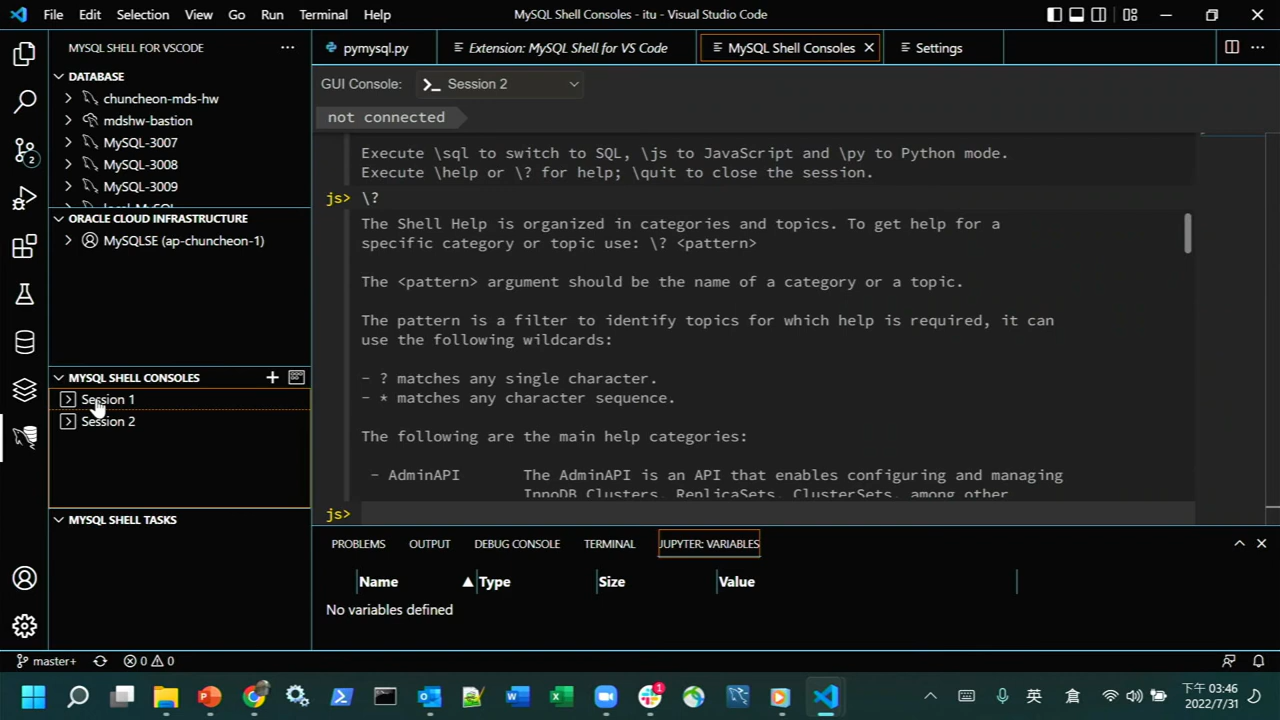 File Edit Selection View Go Run Terminal Help
MySQL Shell Consoles - itu - Visual Studio Code
MYSQL SHELL FOR VSCODE
pymysql.py
Extension: MySQL Shell for VS Code
MySQL Shell Consoles
Settings
DATABASE
chuncheon-mds-hw
mdshw-bastion
MySQL-3007
MySQL-3008
MySQL-3009
ORACLE CLOUD INFRASTRUCTURE
MySQLSE (ap-chuncheon-1)
MYSQL SHELL CONSOLES
Session 1
Session 2
MYSQL SHELL TASKS
GUI Console:
Session 2
not connected
Execute \sql to switch to SQL, \js to JavaScript and \py to Python mode.
Execute \help or \? for help; \quit to close the session.
js> \?
The Shell Help is organized in categories and topics. To get help for a
specific category or topic use: \? <pattern>
The <pattern> argument should be the name of a category or a topic.
The pattern is a filter to identify topics for which help is required, it can
use the following wildcards:
- ? matches any single character.
- * matches any character sequence.
The following are the main help categories:
- AdminAPI The AdminAPI is an API that enables configuring and managing
InnoDB Clusters, ReplicaSets, ClusterSets, among other
js>
PROBLEMS OUTPUT DEBUG CONSOLE TERMINAL JUPYTER: VARIABLES
Name Type Size Value
No variables defined
2
master+ 0 0
1
英
倉
下午 03:46
2022/7/31